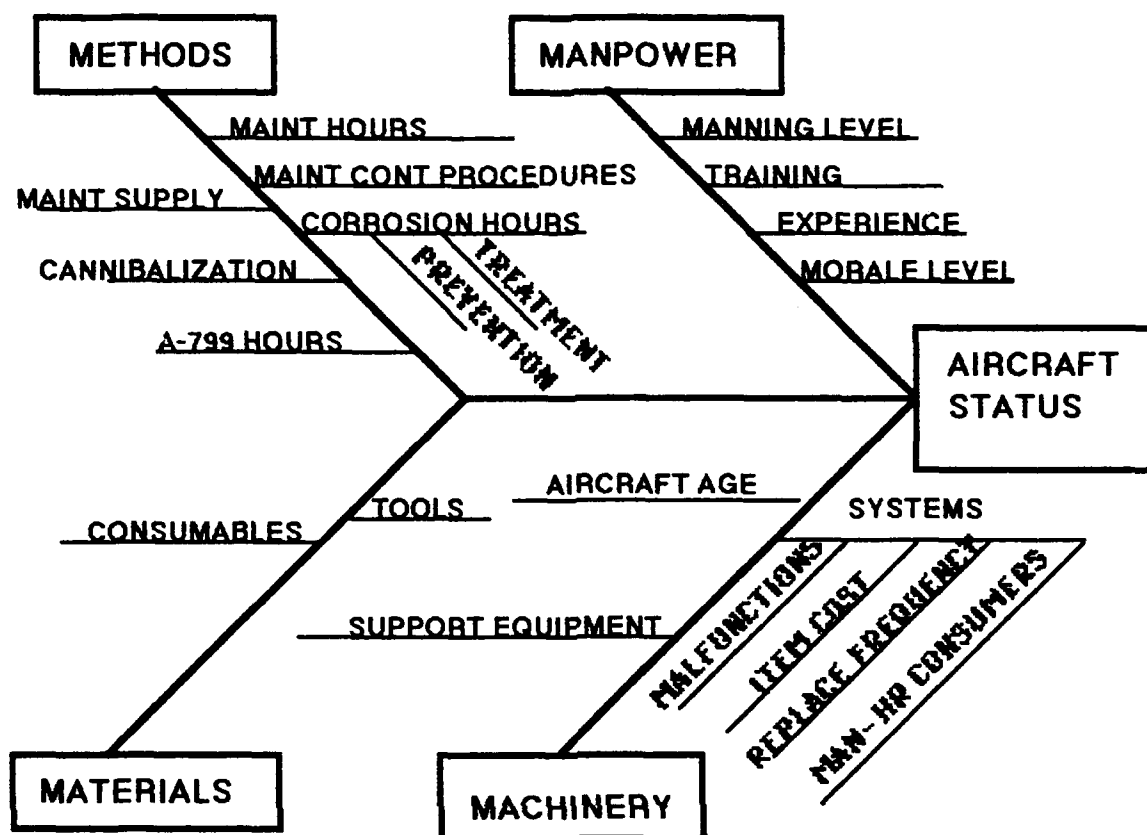 METHODS
MANPOWER
MAINT HOURS
MANNING LEVEL
MAINT CONT PROCEDURES
TRAINING
MAINT SUPPLY
CORROSION HOURS
EXPERIENCE
TREATMENT
PREVENTION
CANNIBALIZATION
MORALE LEVEL
A-799 HOURS
AIRCRAFT
STATUS
AIRCRAFT AGE
TOOLS
SYSTEMS
CONSUMABLES
MALFUNCTIONS
ITEM COST
REPLACE FREQUENCY
MAN-HR CONSUMERS
SUPPORT EQUIPMENT
MATERIALS
MACHINERY